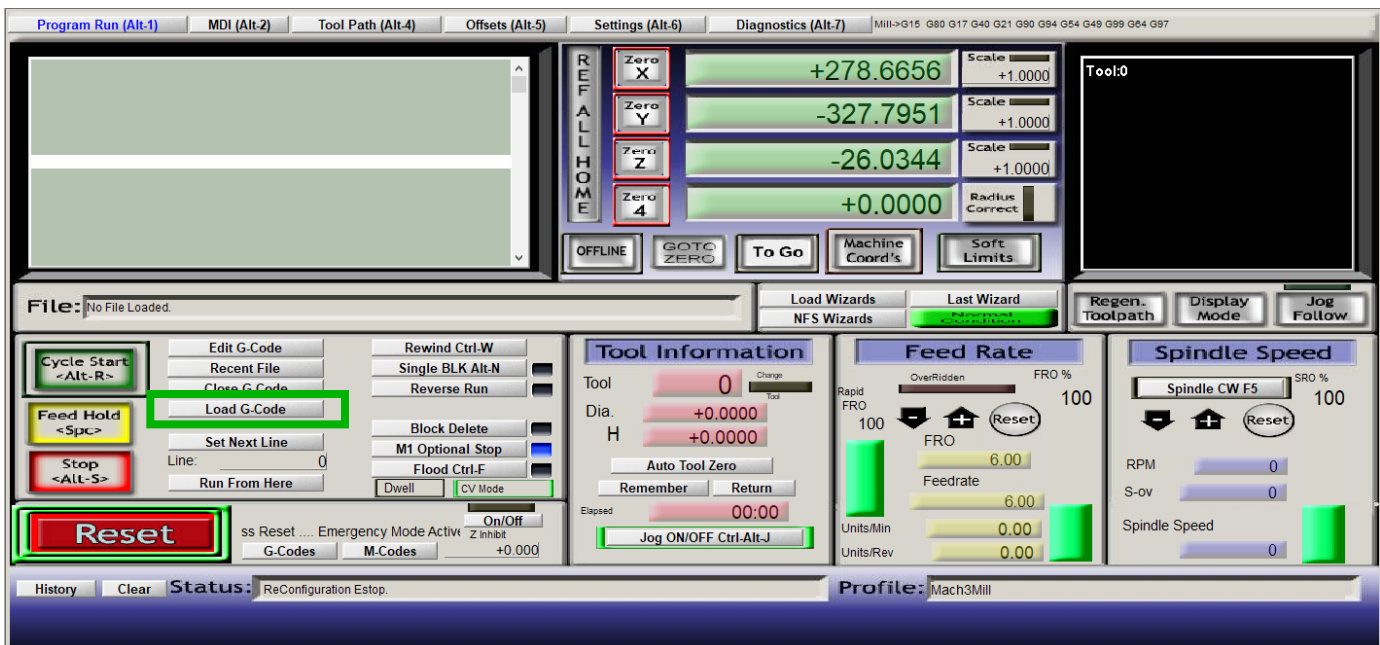 Program Run (Alt-1) MDI (Alt-2) Tool Path (Alt-4) Offsets (Alt-5) Settings (Alt-6) Diagnostics (Alt-7) Mill->G15 G80 G17 G40 G21 G90 G94 G54 G49 G99 G64 G97
REF ALL HOME
Zero X +278.6656 Scale +1.0000
Zero Y -327.7951 Scale +1.0000
Zero Z -26.0344 Scale +1.0000
Zero 4 +0.0000 Radius Correct
OFFLINE GOTO ZERO To Go Machine Coord's Soft Limits
Tool:0
File: No File Loaded.
Load Wizards Last Wizard
NFS Wizards Normal Condition
Regen. Toolpath Display Mode Jog Follow
Cycle Start <Alt-R>
Feed Hold <Spc>
Stop <Alt-S>
Edit G-Code
Recent File
Close G-Code
Load G-Code
Set Next Line
Line: 0
Run From Here
Rewind Ctrl-W
Single BLK Alt-N
Reverse Run
Block Delete
M1 Optional Stop
Flood Ctrl-F
Dwell CV Mode
Reset
ss Reset .... Emergency Mode Active
G-Codes M-Codes
On/Off
Z Inhibit
+0.000
Tool Information
Tool 0 Change Tool
Dia. +0.0000
H +0.0000
Auto Tool Zero
Remember Return
Elapsed 00:00
Jog ON/OFF Ctrl-Alt-J
Feed Rate
OverRidden FRO %
100
Rapid FRO
100
Reset
FRO
6.00
Feedrate
6.00
Units/Min 0.00
Units/Rev 0.00
Spindle Speed
Spindle CW F5 SRO %
100
Reset
RPM 0
S-ov 0
Spindle Speed
0
History Clear Status: ReConfiguration Estop. Profile: Mach3Mill